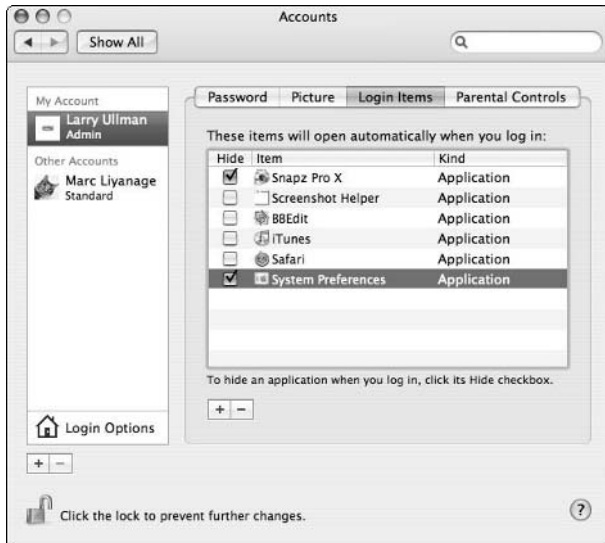 Accounts
Show All
My Account
Larry Ullman
Admin
Other Accounts
Marc Liyanage
Standard
Login Options
Password Picture Login Items Parental Controls
These items will open automatically when you log in:
Hide Item Kind
Snapz Pro X Application
Screenshot Helper Application
BBEdit Application
iTunes Application
Safari Application
System Preferences Application
To hide an application when you log in, click its Hide checkbox.
+ −
+ −
Click the lock to prevent further changes.
?